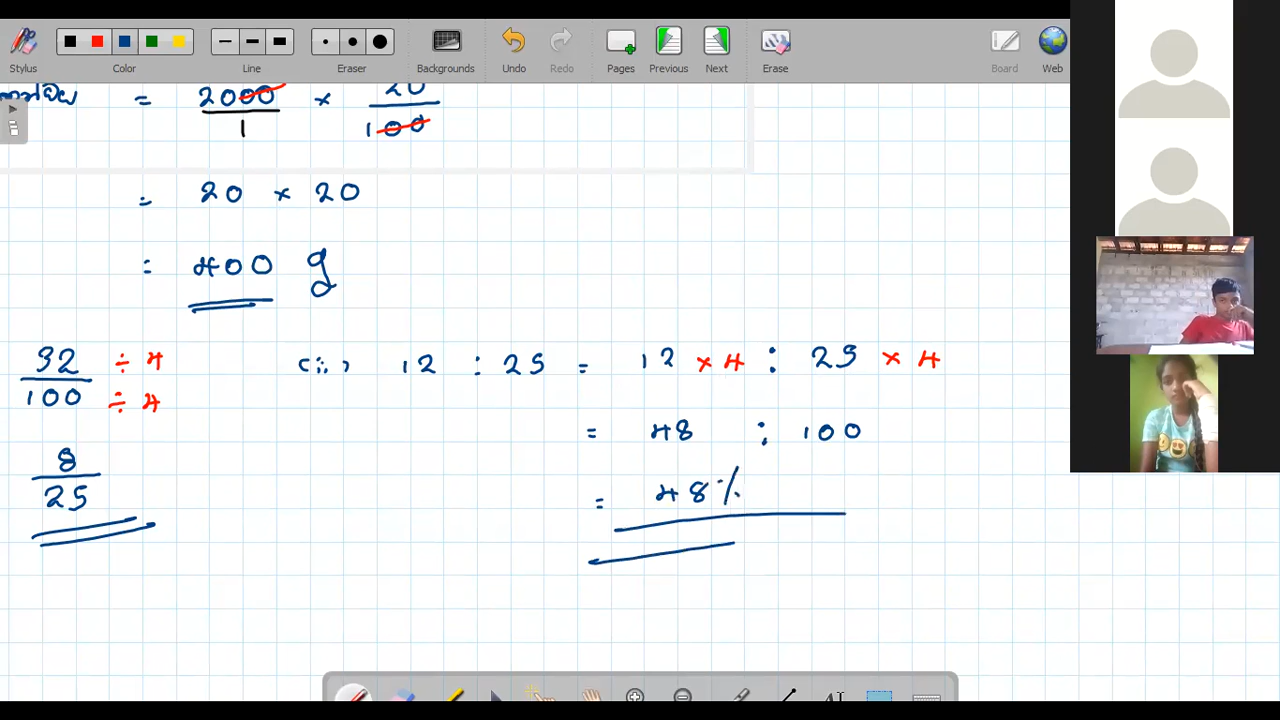 Stylus Color Line Eraser Backgrounds Undo Redo Pages Previous Next Erase Board Web
= 2000/1 × 20/100
= 20 × 20
= 400 g
32/100 ÷ 4 ÷ 4
8/25
(ii) 12 : 25 = 12 × 4 : 25 × 4
= 48 : 100
= 48%